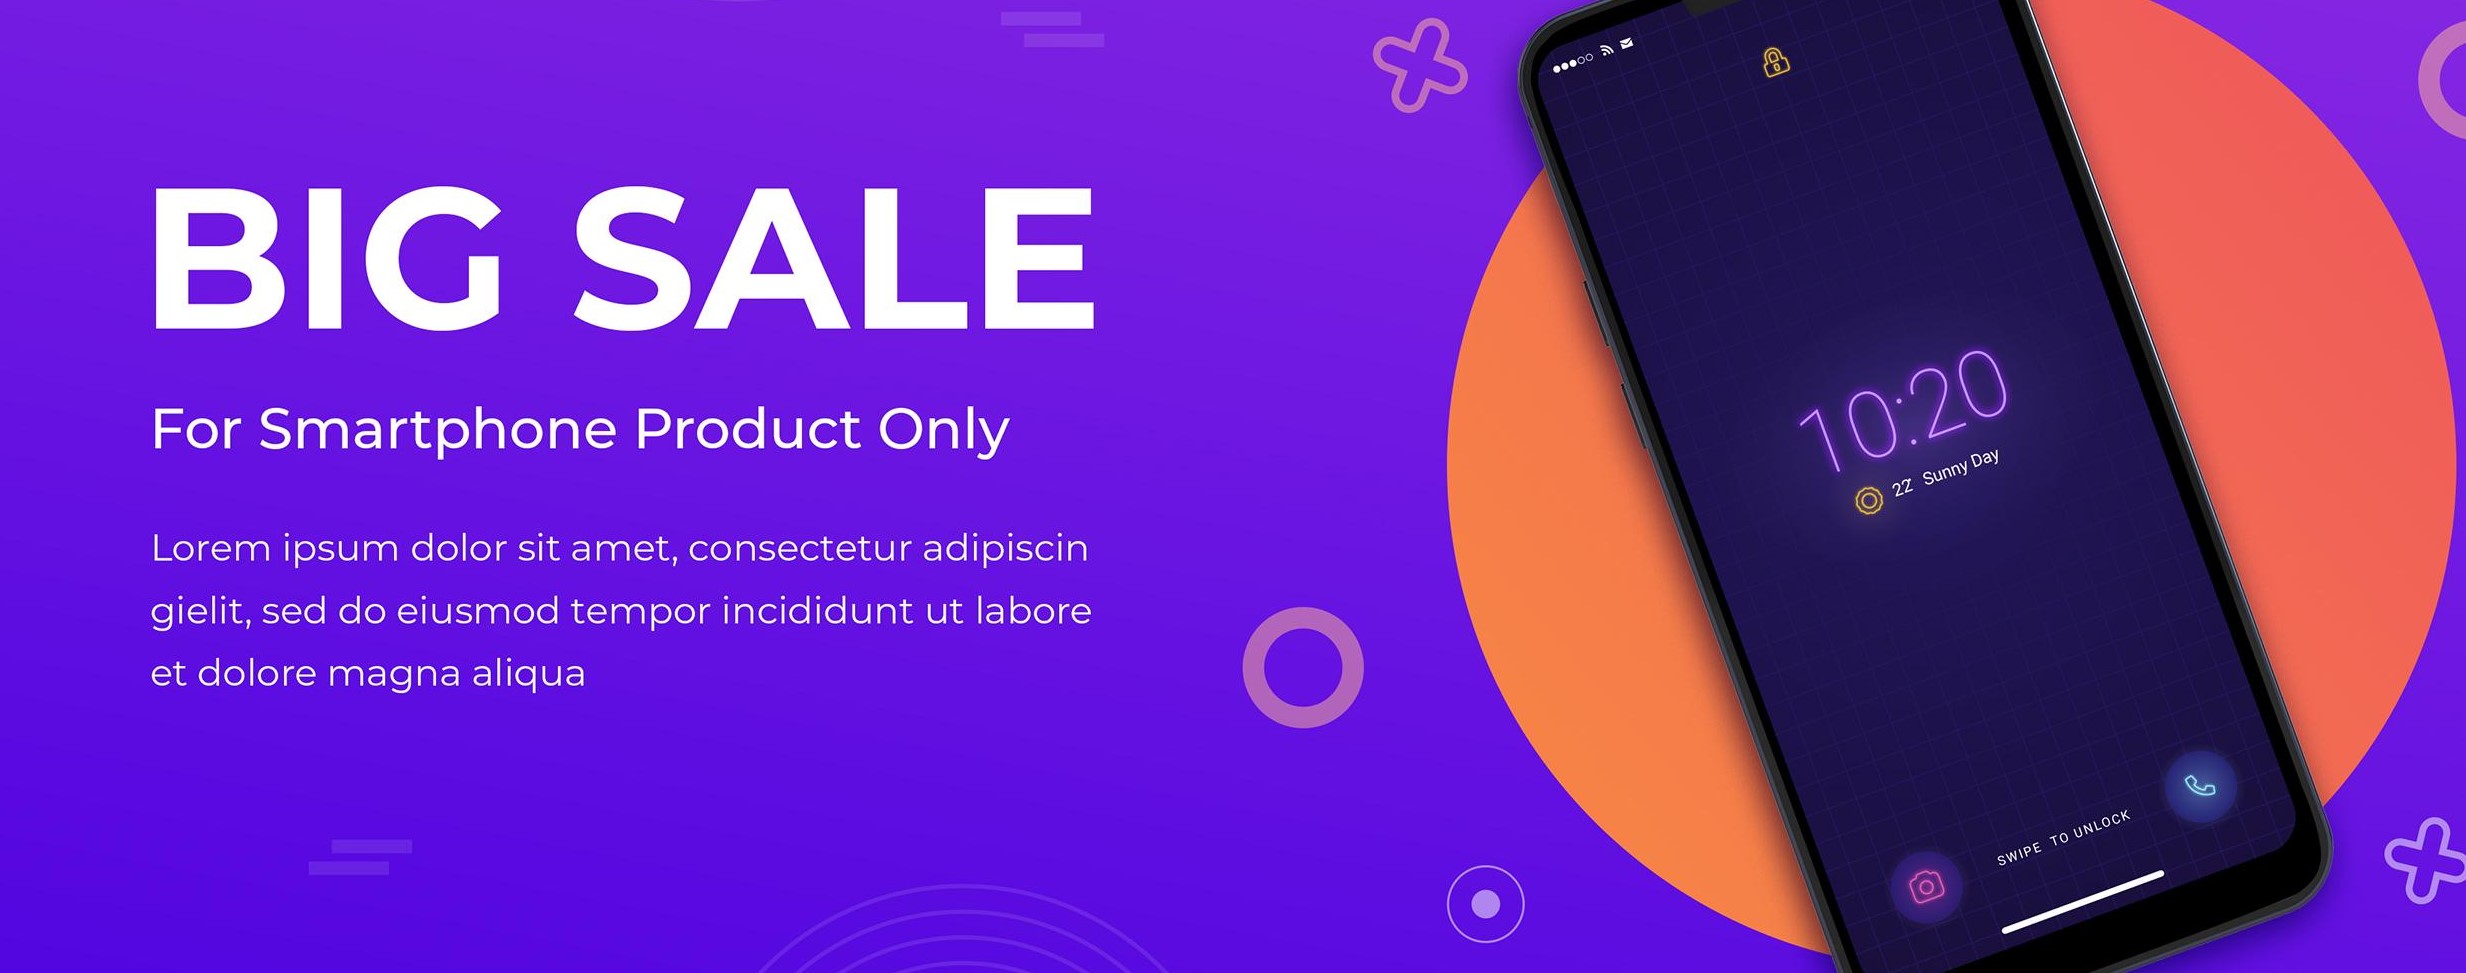 BIG SALE
For Smartphone Product Only
Lorem ipsum dolor sit amet, consectetur adipiscin
gielit, sed do eiusmod tempor incididunt ut labore
et dolore magna aliqua
10:20
22° Sunny Day
SWIPE TO UNLOCK